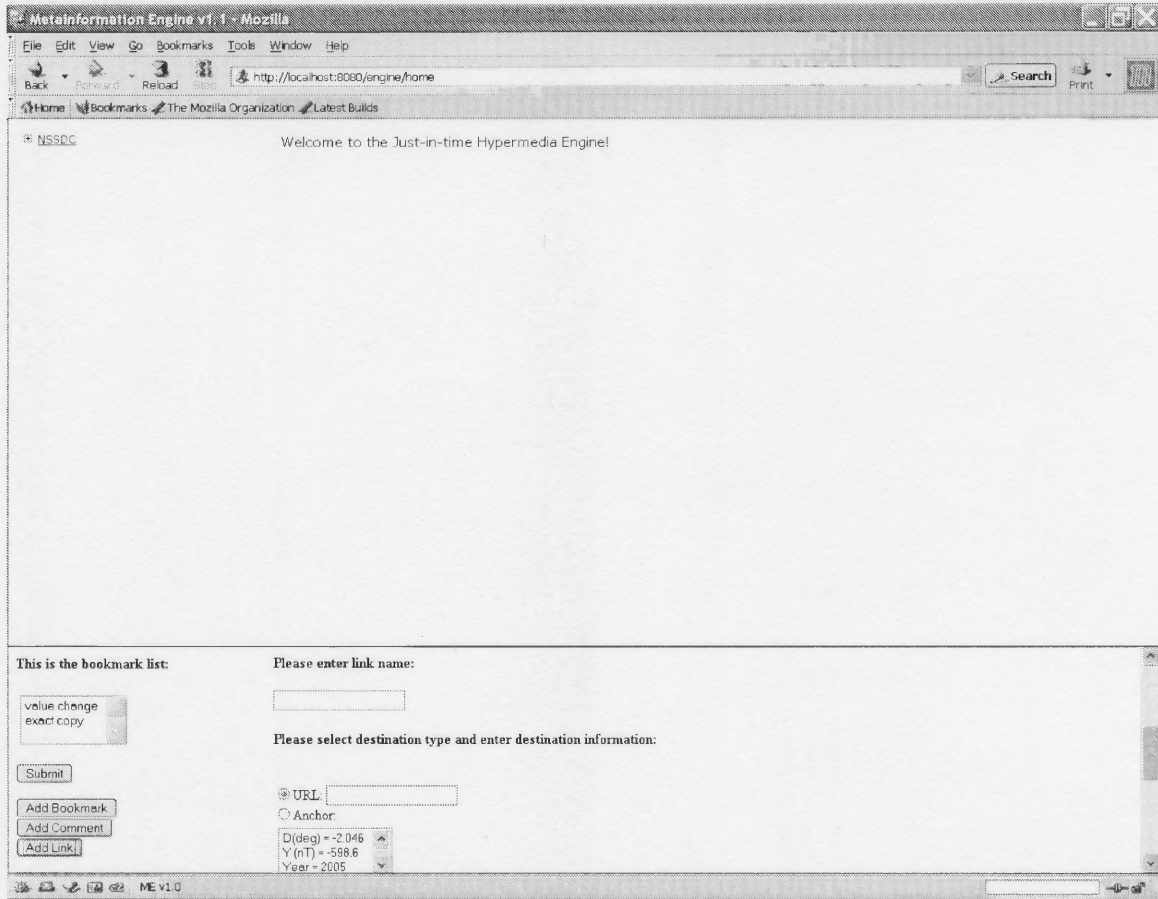 Metainformation Engine v1.1 - Mozilla
File Edit View Go Bookmarks Tools Window Help
Back Forward Reload Stop http://localhost:8080/engine/home Search Print
Home Bookmarks The Mozilla Organization Latest Builds
NSSDC
Welcome to the Just-in-time Hypermedia Engine!
This is the bookmark list:
value change
exact copy
Submit
Add Bookmark
Add Comment
Add Link
Please enter link name:
Please select destination type and enter destination information:
URL:
Anchor:
D(deg) = -2.046
Y (nT) = -598.6
Year = 2005
ME v1.0